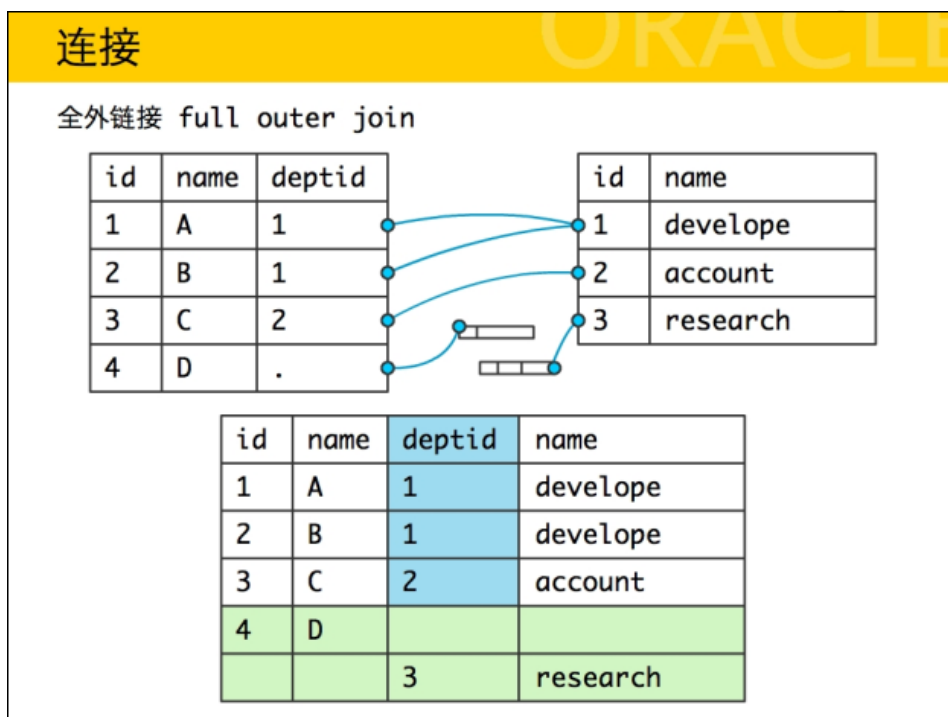 连接
ORACLE
全外链接 full outer join
id name deptid
1 A 1
2 B 1
3 C 2
4 D .
id name
1 develope
2 account
3 research
id name deptid name
1 A 1 develope
2 B 1 develope
3 C 2 account
4 D
3 research